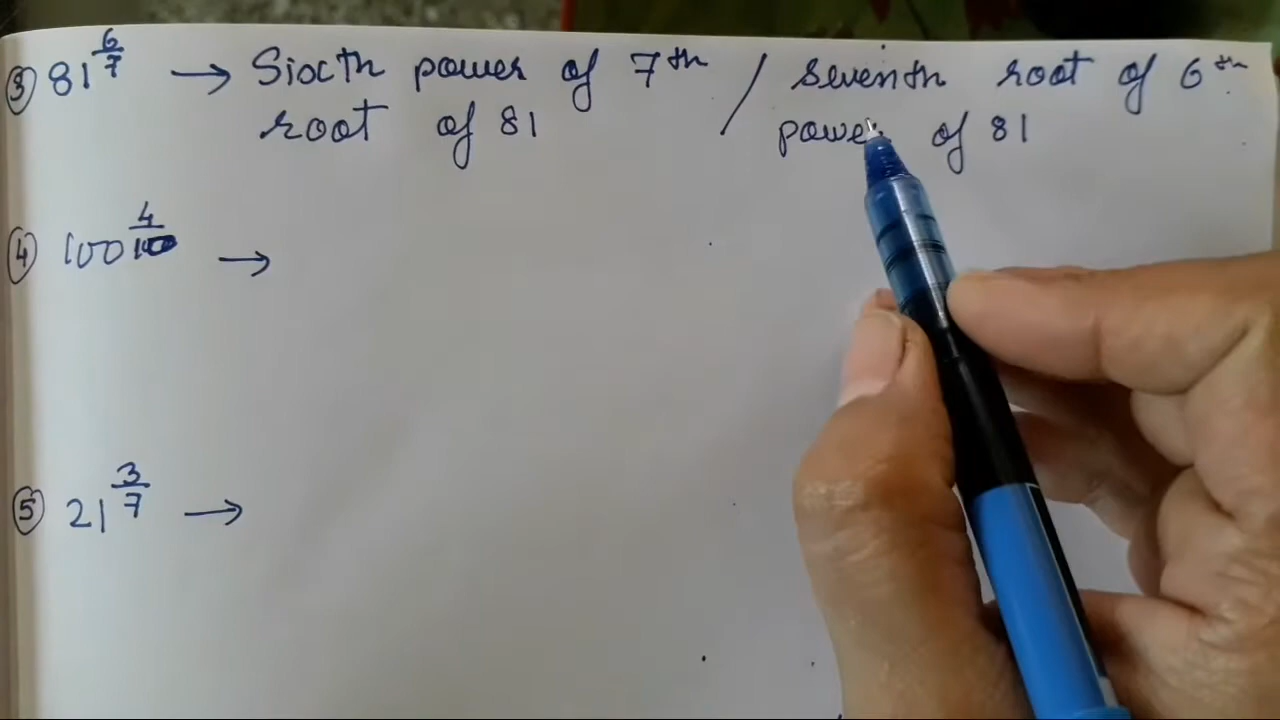 ③ 81^6/7 → Sixth power of 7th / seventh root of 6th
root of 81 / power of 81
④ 100^4/10 →
⑤ 21^3/7 →